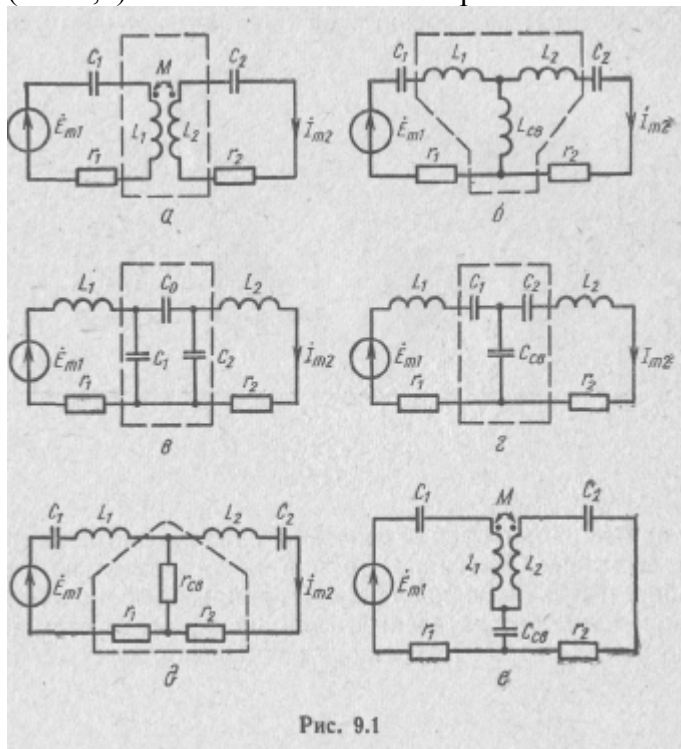 C₁ M C₂
Ėm1 L₁ L₂ İm2
r₁ r₂
а
C₁ L₁ L₂ C₂
Ėm1 Lсв İm2
r₁ r₂
б
L₁ C₀ L₂
Ėm1 C₁ C₂ İm2
r₁ r₂
в
L₁ C₁ C₂ L₂
Ėm1 Cсв İm2
r₁ r₂
г
C₁ L₁ L₂ C₂
Ėm1 rсв İm2
r₁ r₂
д
C₁ M C₂
Ėm1 L₁ L₂
Cсв
r₁ r₂
е
Рис. 9.1